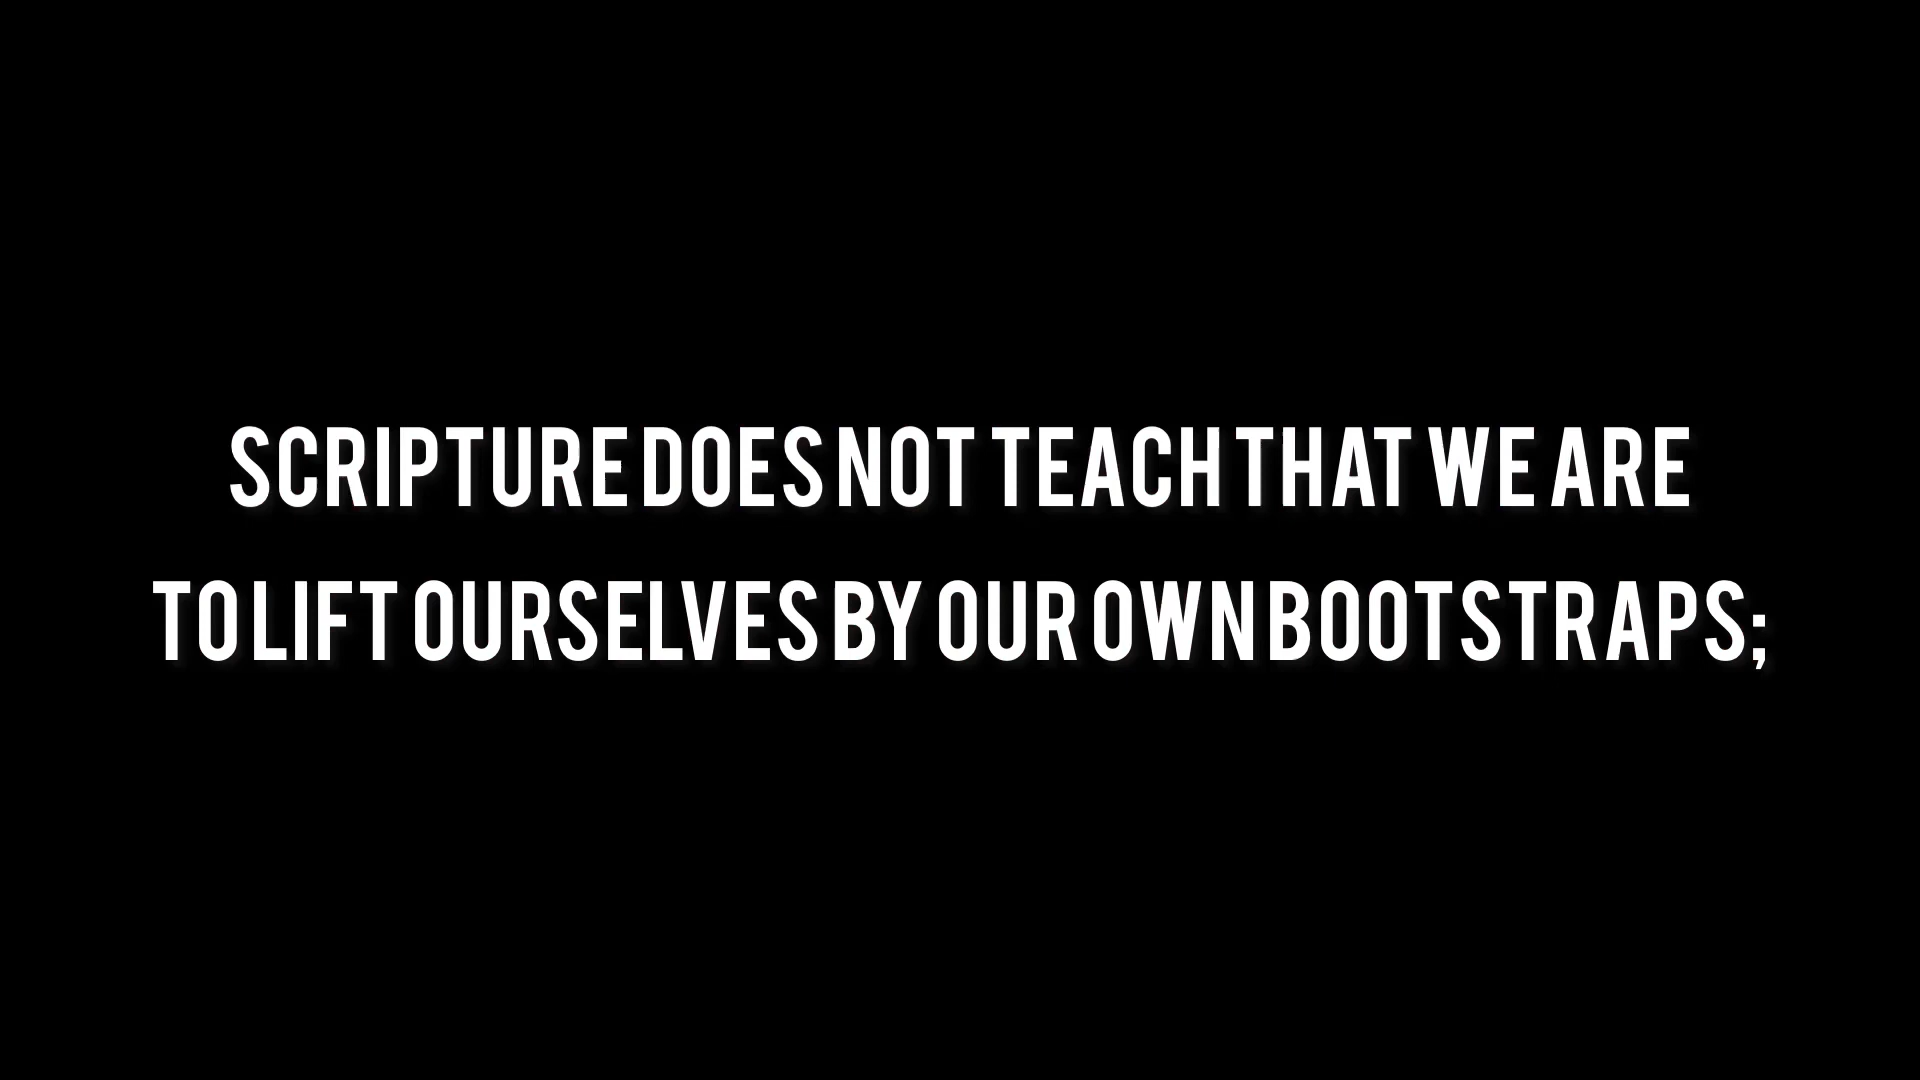 SCRIPTURE DOES NOT TEACH THAT WE ARE
TO LIFT OURSELVES BY OUR OWN BOOTSTRAPS;